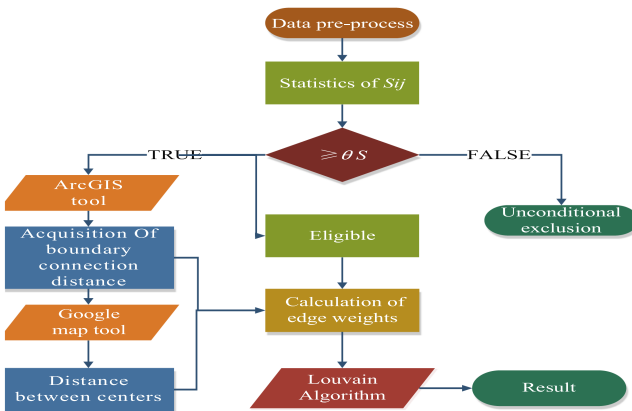 Data pre-process
Statistics of Sij
≥ θ S
TRUE
FALSE
ArcGIS
tool
Unconditional
exclusion
Acquisition Of
boundary
connection
distance
Eligible
Google
map tool
Calculation of
edge weights
Distance
between centers
Louvain
Algorithm
Result